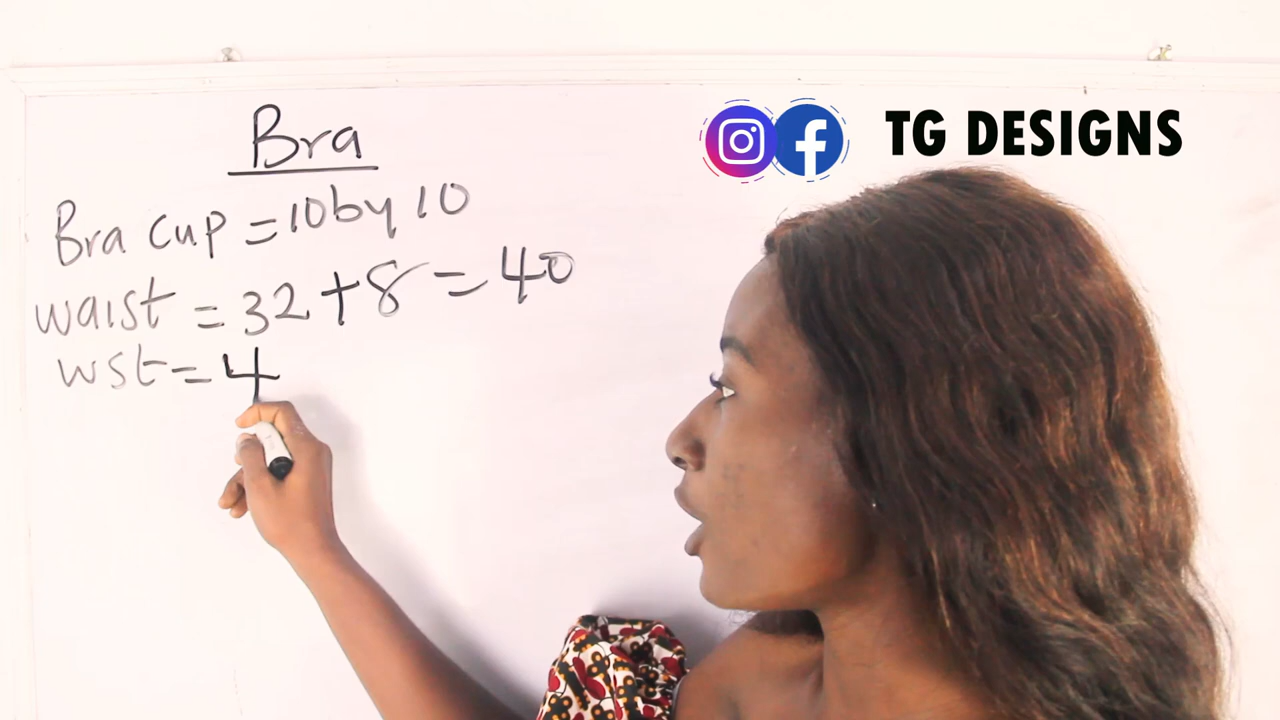 Bra
TG DESIGNS
Bra cup = 10 by 10
waist = 32 + 8 = 40
wst = 4